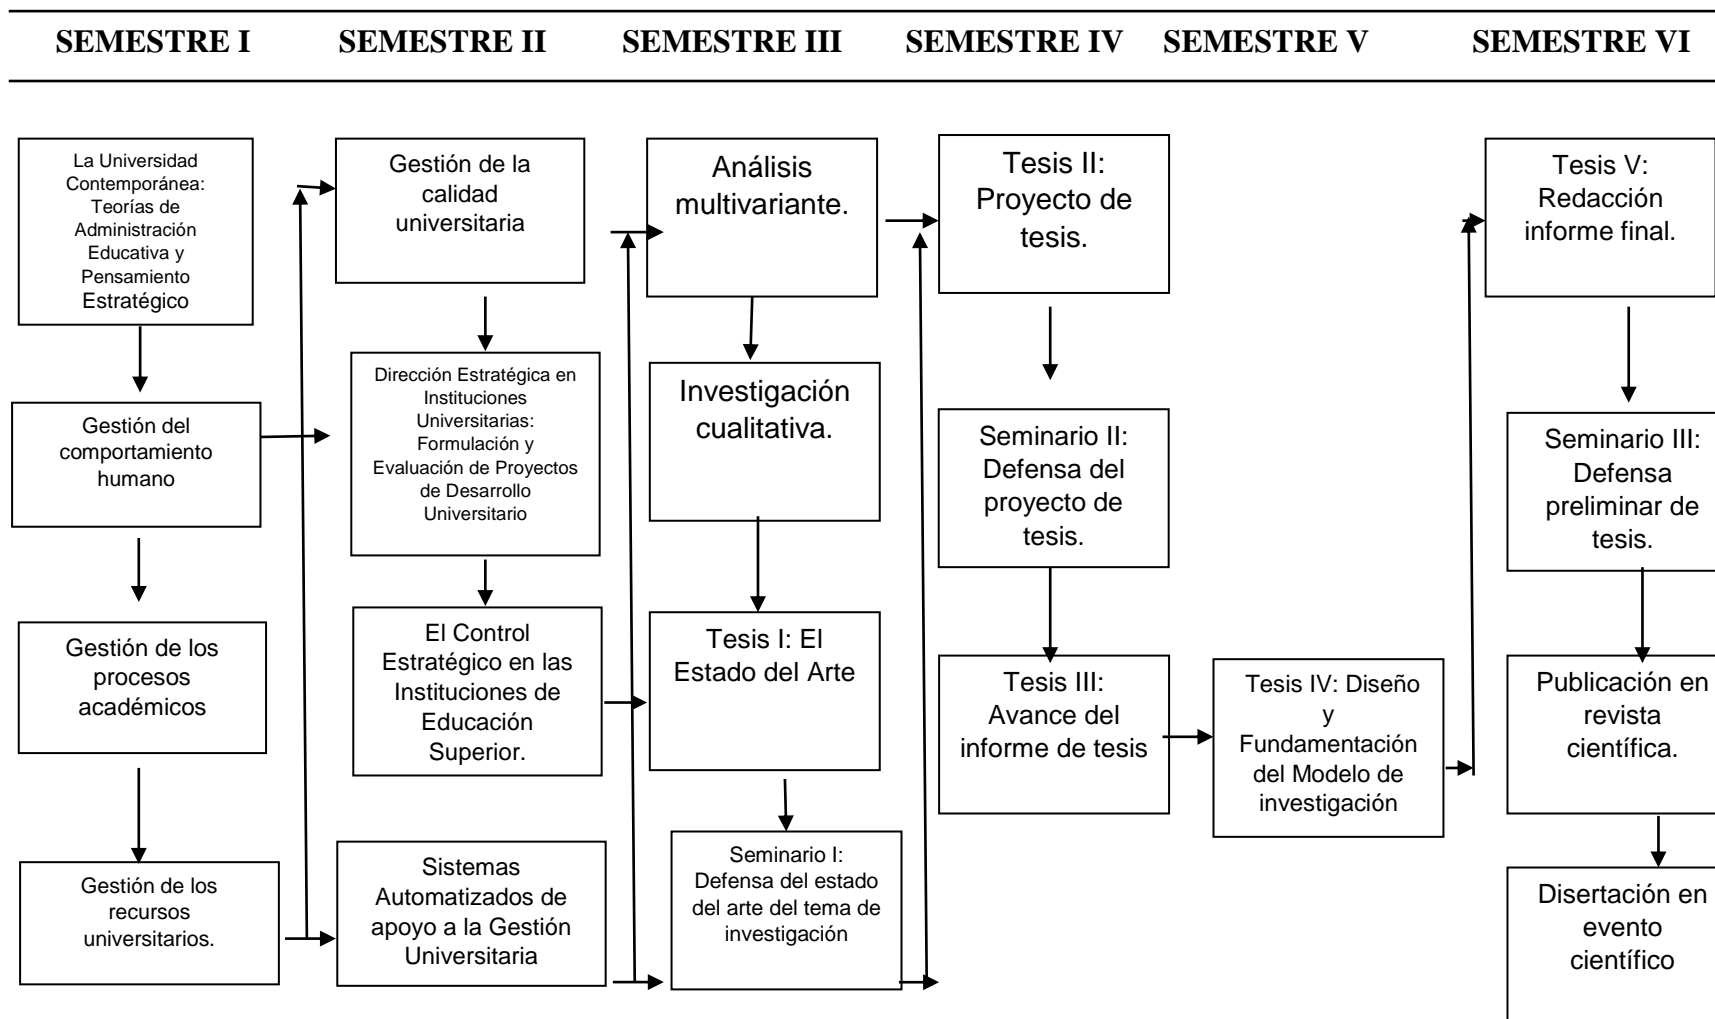 SEMESTRE I
SEMESTRE II
SEMESTRE III
SEMESTRE IV
SEMESTRE V
SEMESTRE VI
La Universidad
Contemporánea:
Teorías de
Administración
Educativa y
Pensamiento
Estratégico
Gestión del
comportamiento
humano
Gestión de los
procesos
académicos
Gestión de los
recursos
universitarios.
Gestión de la
calidad
universitaria
Dirección Estratégica en
Instituciones
Universitarias:
Formulación y
Evaluación de Proyectos
de Desarrollo
Universitario
El Control
Estratégico en las
Instituciones de
Educación
Superior.
Sistemas
Automatizados de
apoyo a la Gestión
Universitaria
Análisis
multivariante.
Investigación
cualitativa.
Tesis I: El
Estado del Arte
Seminario I:
Defensa del estado
del arte del tema de
investigación
Tesis II:
Proyecto de
tesis.
Seminario II:
Defensa del
proyecto de
tesis.
Tesis III:
Avance del
informe de tesis
Tesis IV: Diseño
y
Fundamentación
del Modelo de
investigación
Tesis V:
Redacción
informe final.
Seminario III:
Defensa
preliminar de
tesis.
Publicación en
revista
científica.
Disertación en
evento
científico